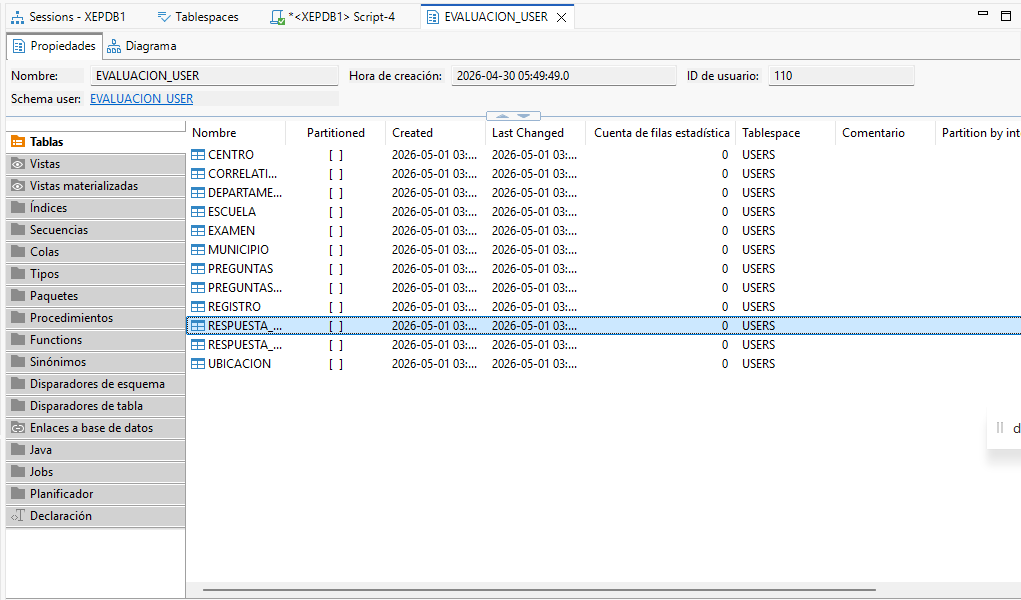 Sessions - XEPDB1 Tablespaces *<XEPDB1> Script-4 EVALUACION_USER
Propiedades Diagrama
Nombre: EVALUACION_USER Hora de creación: 2026-04-30 05:49:49.0 ID de usuario: 110
Schema user: EVALUACION_USER
Tablas
Vistas
Vistas materializadas
Índices
Secuencias
Colas
Tipos
Paquetes
Procedimientos
Functions
Sinónimos
Disparadores de esquema
Disparadores de tabla
Enlaces a base de datos
Java
Jobs
Planificador
Declaración
Nombre Partitioned Created Last Changed Cuenta de filas estadística Tablespace Comentario Partition by int
CENTRO [ ] 2026-05-01 03:... 2026-05-01 03:... 0 USERS
CORRELATI... [ ] 2026-05-01 03:... 2026-05-01 03:... 0 USERS
DEPARTAME... [ ] 2026-05-01 03:... 2026-05-01 03:... 0 USERS
ESCUELA [ ] 2026-05-01 03:... 2026-05-01 03:... 0 USERS
EXAMEN [ ] 2026-05-01 03:... 2026-05-01 03:... 0 USERS
MUNICIPIO [ ] 2026-05-01 03:... 2026-05-01 03:... 0 USERS
PREGUNTAS [ ] 2026-05-01 03:... 2026-05-01 03:... 0 USERS
PREGUNTAS... [ ] 2026-05-01 03:... 2026-05-01 03:... 0 USERS
REGISTRO [ ] 2026-05-01 03:... 2026-05-01 03:... 0 USERS
RESPUESTA_... [ ] 2026-05-01 03:... 2026-05-01 03:... 0 USERS
RESPUESTA_... [ ] 2026-05-01 03:... 2026-05-01 03:... 0 USERS
UBICACION [ ] 2026-05-01 03:... 2026-05-01 03:... 0 USERS
d